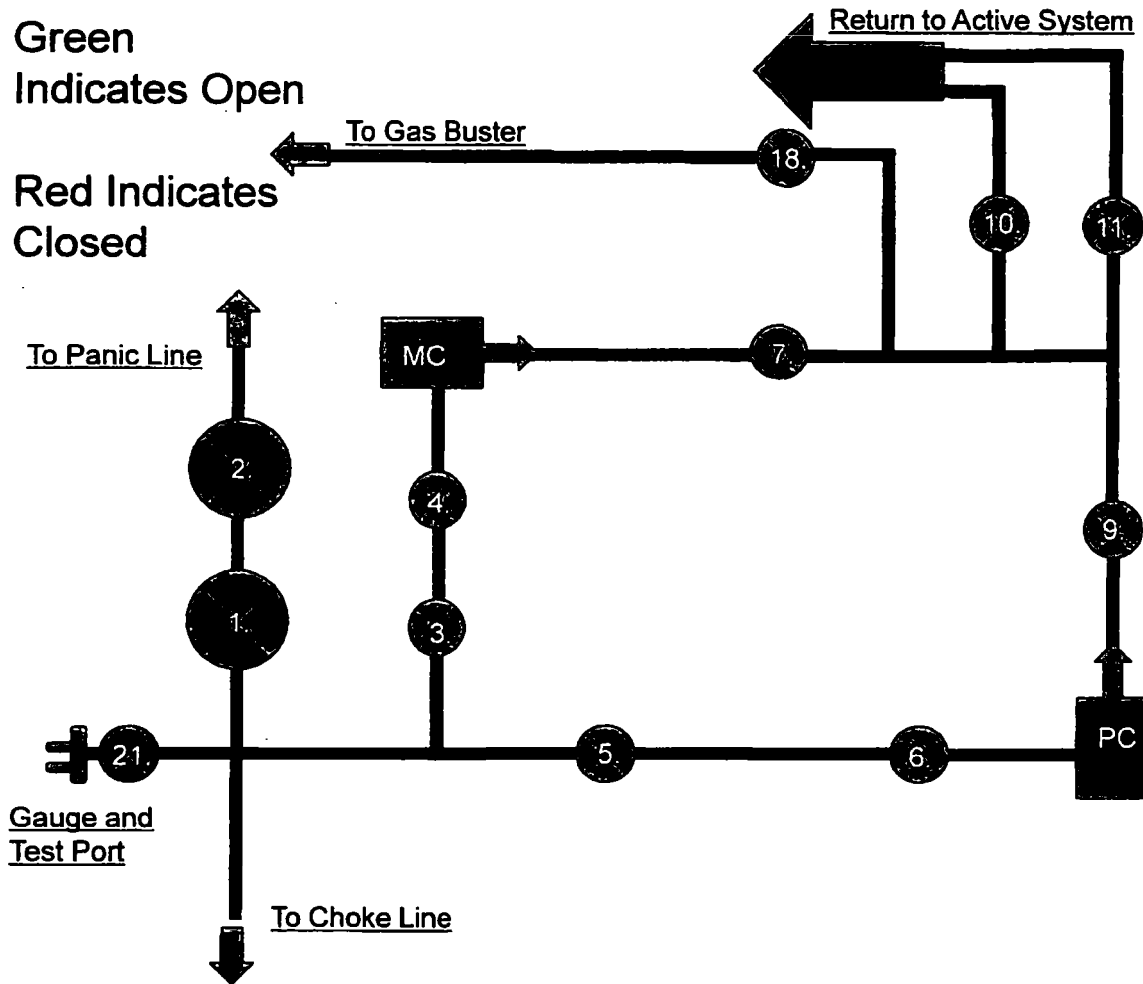 Green
Indicates Open
Return to Active System
To Gas Buster
18.
Red Indicates
Closed
10.
11.
To Panic Line
MC
7.
2.
4.
9.
1.
3.
21.
5.
6.
PC
Gauge and
Test Port
To Choke Line